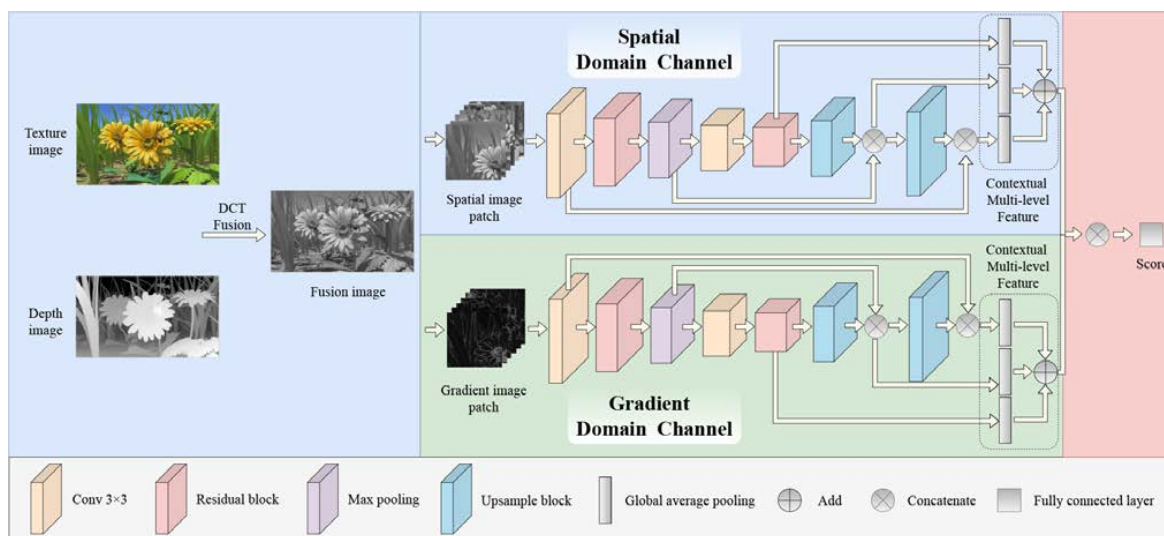 Texture
image
Depth
image
DCT
Fusion
Fusion image
Spatial
Domain Channel
Spatial image
patch
Contextual
Multi-level
Feature
Gradient image
patch
Gradient
Domain Channel
Contextual
Multi-level
Feature
Score
Conv 3×3
Residual block
Max pooling
Upsample block
Global average pooling
Add
Concatenate
Fully connected layer